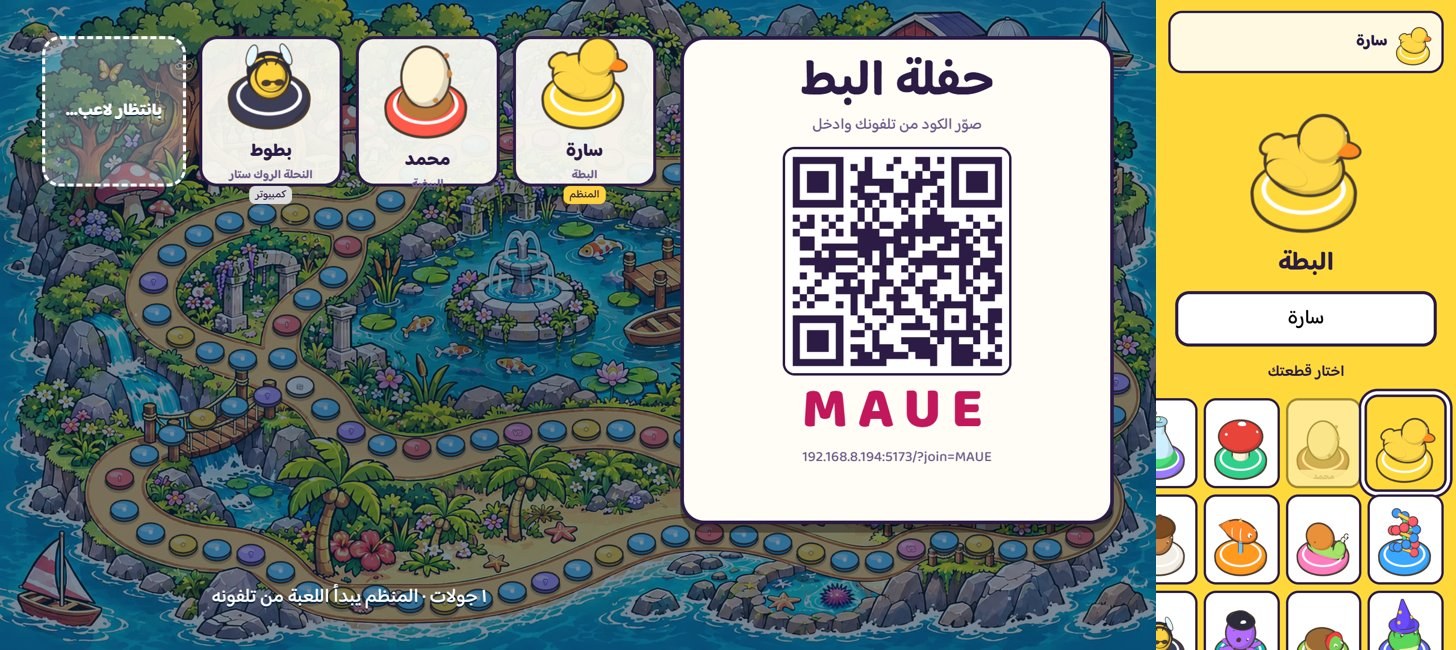 حفلة البط
صوّر الكود من تلفونك وادخل
MAUE
192.168.8.194:5173/?join=MAUE
سارة
البطة
المنظم
محمد
بطوط
النحلة الروك ستار
كمبيوتر
بانتظار لاعب...
١ جولات · المنظم يبدأ اللعبة من تلفونه
سارة
البطة
سارة
اختار قطعتك
محمد